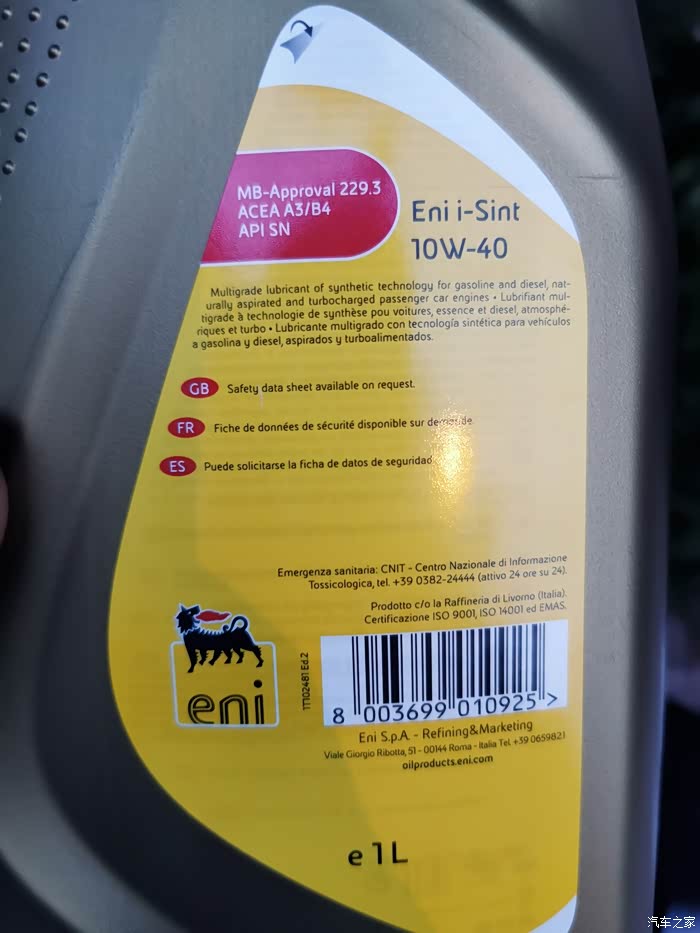 MB-Approval 229.3
ACEA A3/B4
API SN
Eni i-Sint
10W-40
Multigrade lubricant of synthetic technology for gasoline and diesel, nat-
urally aspirated and turbocharged passenger car engines • Lubrifiant mul-
tigrade à technologie de synthèse pou voitures, essence et diesel, atmosphé-
riques et turbo • Lubricante multigrado con tecnología sintética para vehículos
a gasolina y diesel, aspirados y turboalimentados.
GB Safety data sheet available on request.
FR Fiche de données de sécurité disponible sur demande.
ES Puede solicitarse la ficha de datos de seguridad
Emergenza sanitaria: CNIT - Centro Nazionale di Informazione
Tossicologica, tel. +39 0382-24444 (attivo 24 ore su 24).
Prodotto c/o la Raffineria di Livorno (Italia).
Certificazione ISO 9001, ISO 14001 ed EMAS.
eni
11102481 Ed.2
8 003699 010925 >
Eni S.p.A. - Refining&Marketing
Viale Giorgio Ribotta, 51 - 00144 Roma - Italia Tel. +39 0659821
oilproducts.eni.com
e 1 L
汽车之家